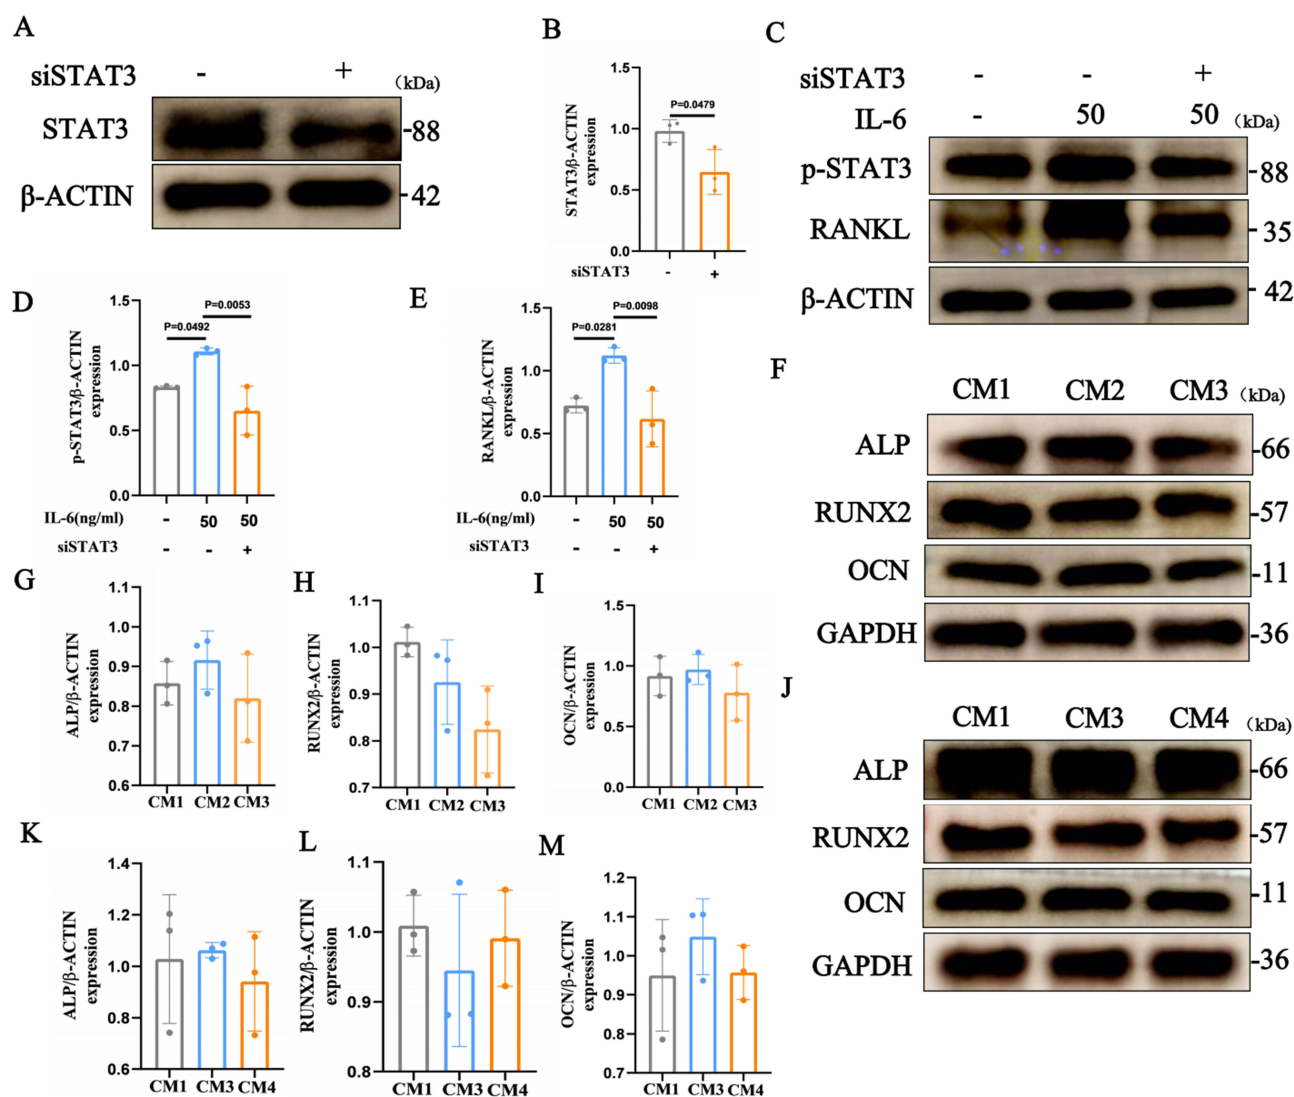 A
siSTAT3 - +
(kDa)
STAT3 -88
β-ACTIN -42
B
STAT3/β-ACTIN
expression
1.5
1.0
0.5
0.0
P=0.0479
siSTAT3 - +
C
siSTAT3 - - +
IL-6 - 50 50 (kDa)
p-STAT3 -88
RANKL -35
β-ACTIN -42
D
p-STAT3/β-ACTIN
expression
1.5
1.0
0.5
0.0
P=0.0053
P=0.0492
IL-6(ng/ml) - 50 50
siSTAT3 - - +
E
RANKL/β-ACTIN
expression
1.5
1.0
0.5
0.0
P=0.0098
P=0.0281
IL-6(ng/ml) - 50 50
siSTAT3 - - +
F
CM1 CM2 CM3 (kDa)
ALP -66
RUNX2 -57
OCN -11
GAPDH -36
G
ALP/β-ACTIN
expression
1.1
1.0
0.9
0.8
0.7
0.6
CM1 CM2 CM3
H
RUNX2/β-ACTIN
expression
1.1
1.0
0.9
0.8
0.7
CM1 CM2 CM3
I
OCN/β-ACTIN
expression
1.5
1.0
0.5
0.0
CM1 CM2 CM3
J
CM1 CM3 CM4 (kDa)
ALP -66
RUNX2 -57
OCN -11
GAPDH -36
K
ALP/β-ACTIN
expression
1.4
1.2
1.0
0.8
0.6
CM1 CM3 CM4
L
RUNX2/β-ACTIN
expression
1.1
1.0
0.9
0.8
CM1 CM3 CM4
M
OCN/β-ACTIN
expression
1.2
1.1
1.0
0.9
0.8
0.7
CM1 CM3 CM4